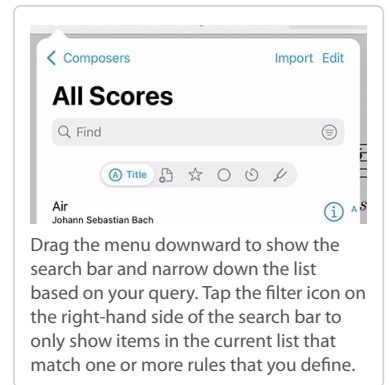 Composers Import Edit
All Scores
Find
A Title
Air
Johann Sebastian Bach
i A
Drag the menu downward to show the
search bar and narrow down the list
based on your query. Tap the filter icon on
the right-hand side of the search bar to
only show items in the current list that
match one or more rules that you define.